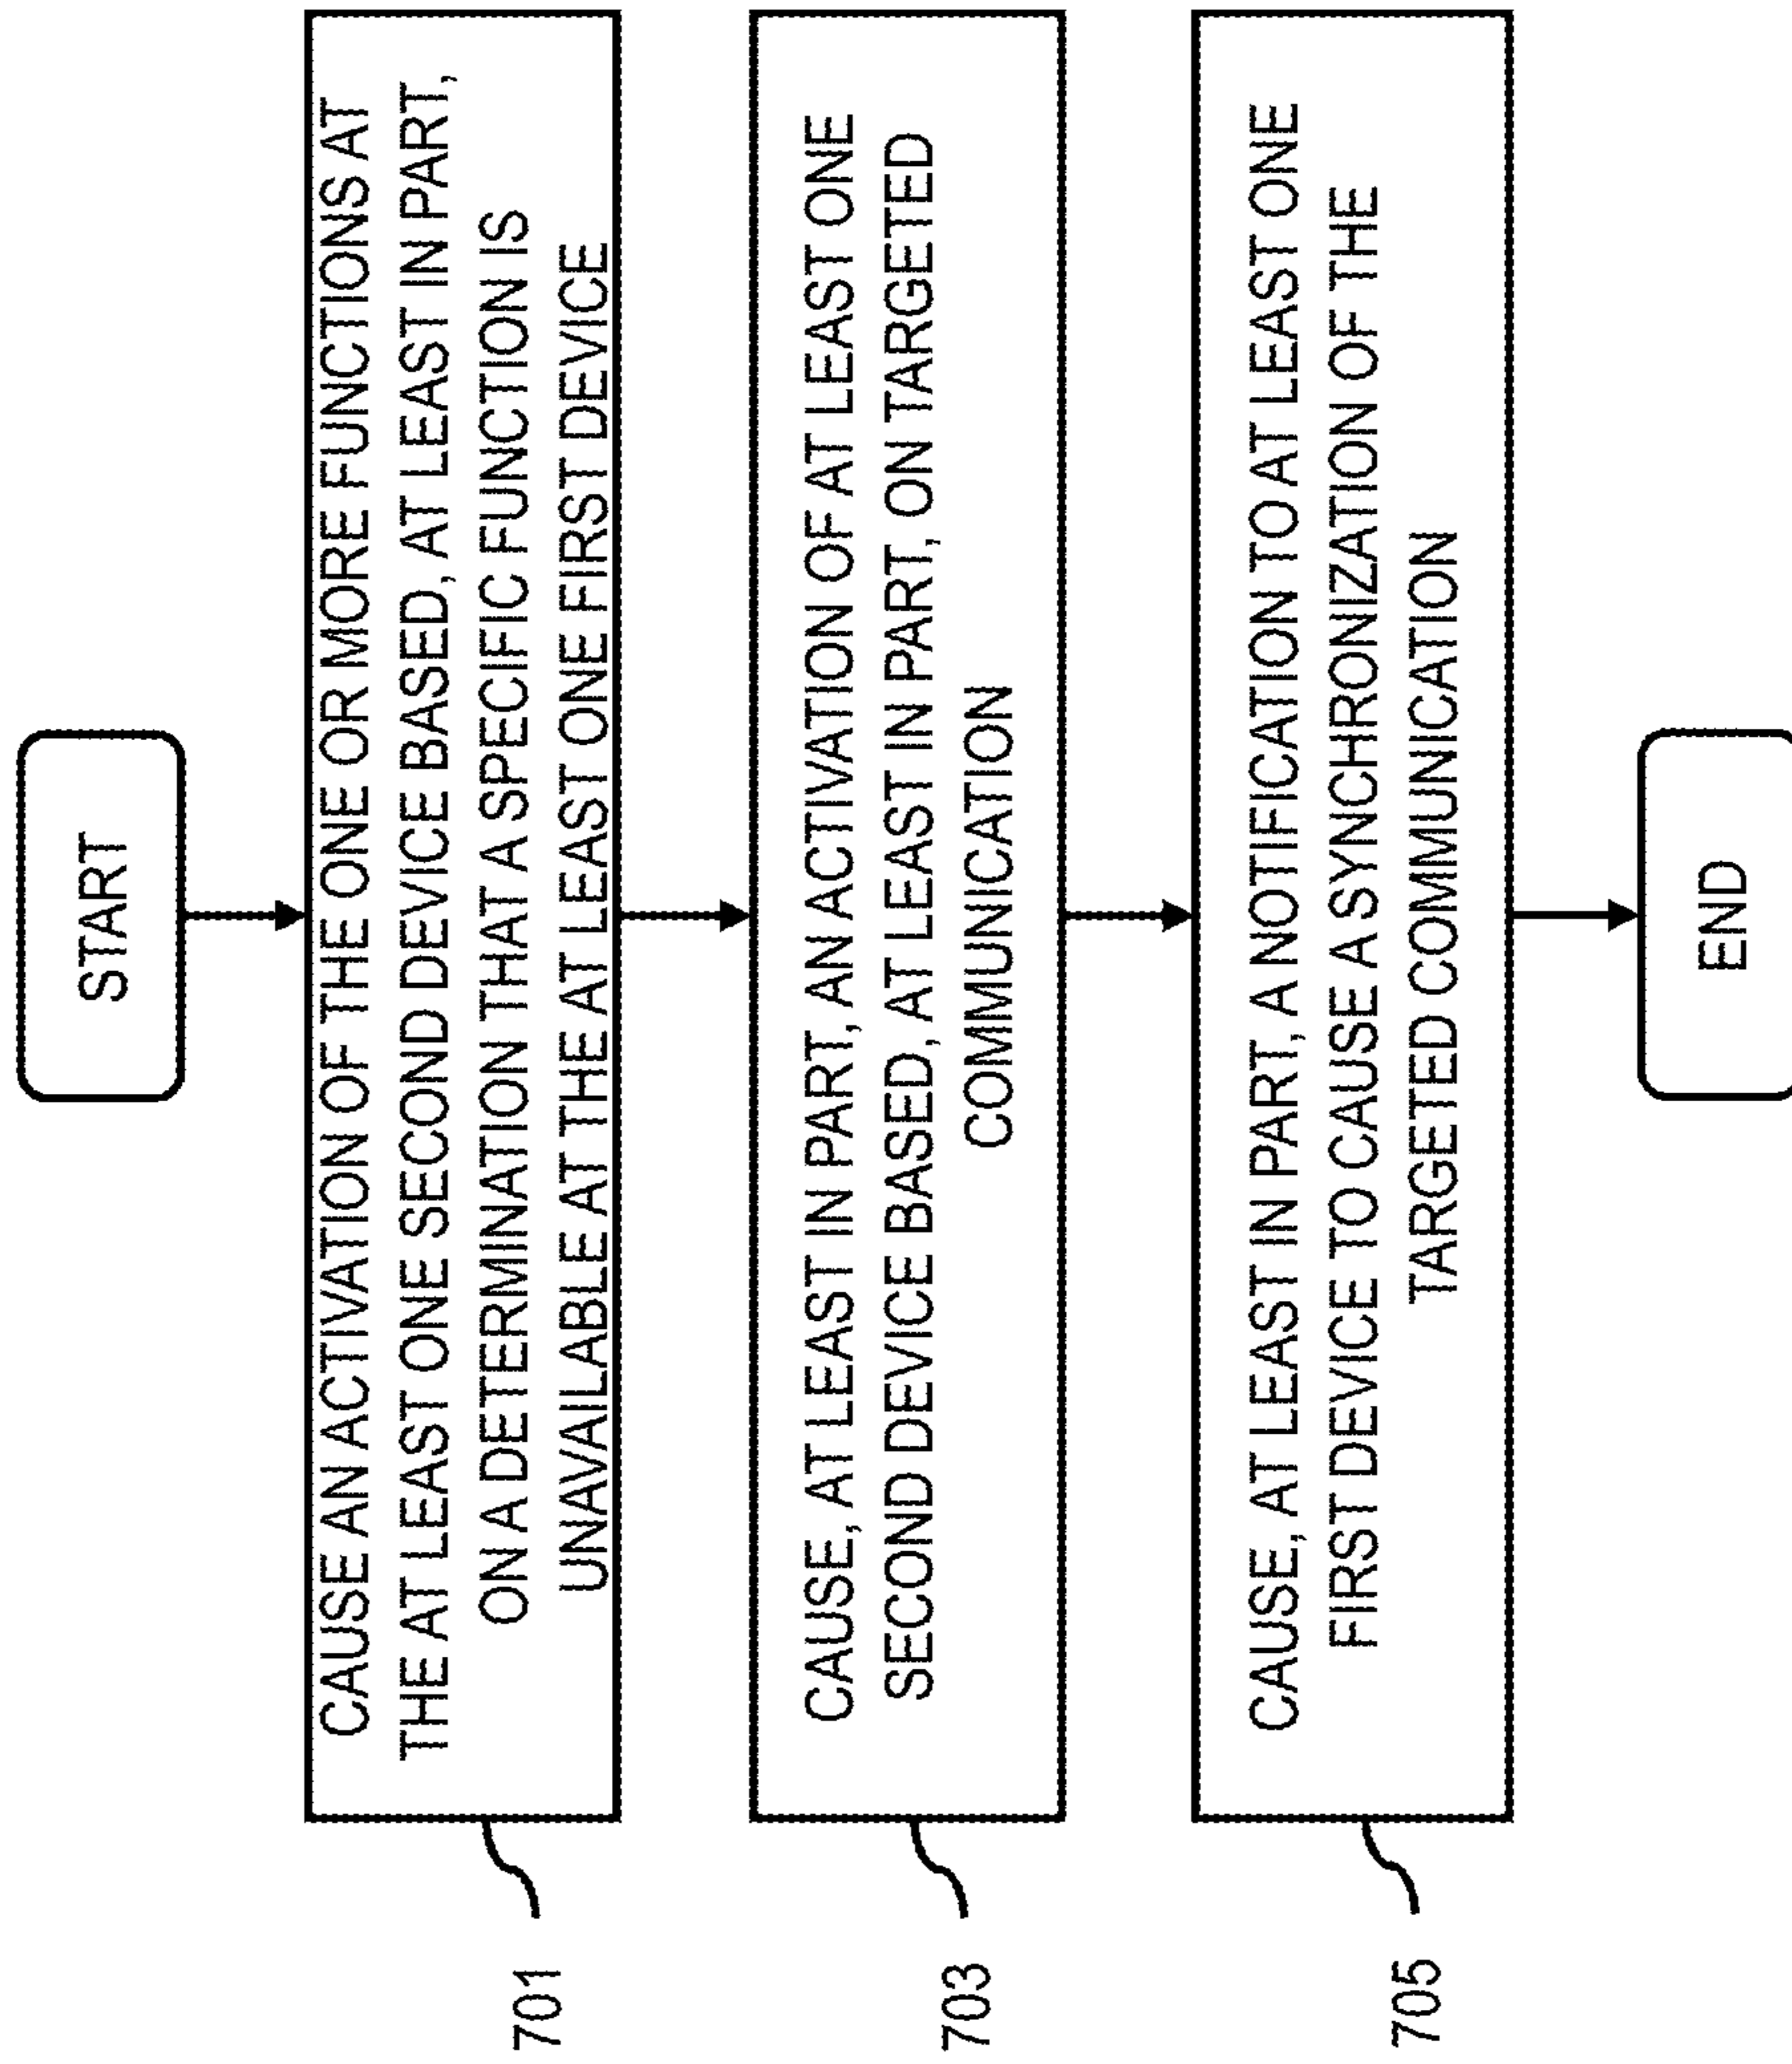 START
CAUSE AN ACTIVATION OF THE ONE OR MORE FUNCTIONS AT
THE AT LEAST ONE SECOND DEVICE BASED, AT LEAST IN PART,
ON A DETERMINATION THAT A SPECIFIC FUNCTION IS
UNAVAILABLE AT THE AT LEAST ONE FIRST DEVICE
701
CAUSE, AT LEAST IN PART, AN ACTIVATION OF AT LEAST ONE
SECOND DEVICE BASED, AT LEAST IN PART, ON TARGETED
COMMUNICATION
703
CAUSE, AT LEAST IN PART, A NOTIFICATION TO AT LEAST ONE
FIRST DEVICE TO CAUSE A SYNCHRONIZATION OF THE
TARGETED COMMUNICATION
705
END